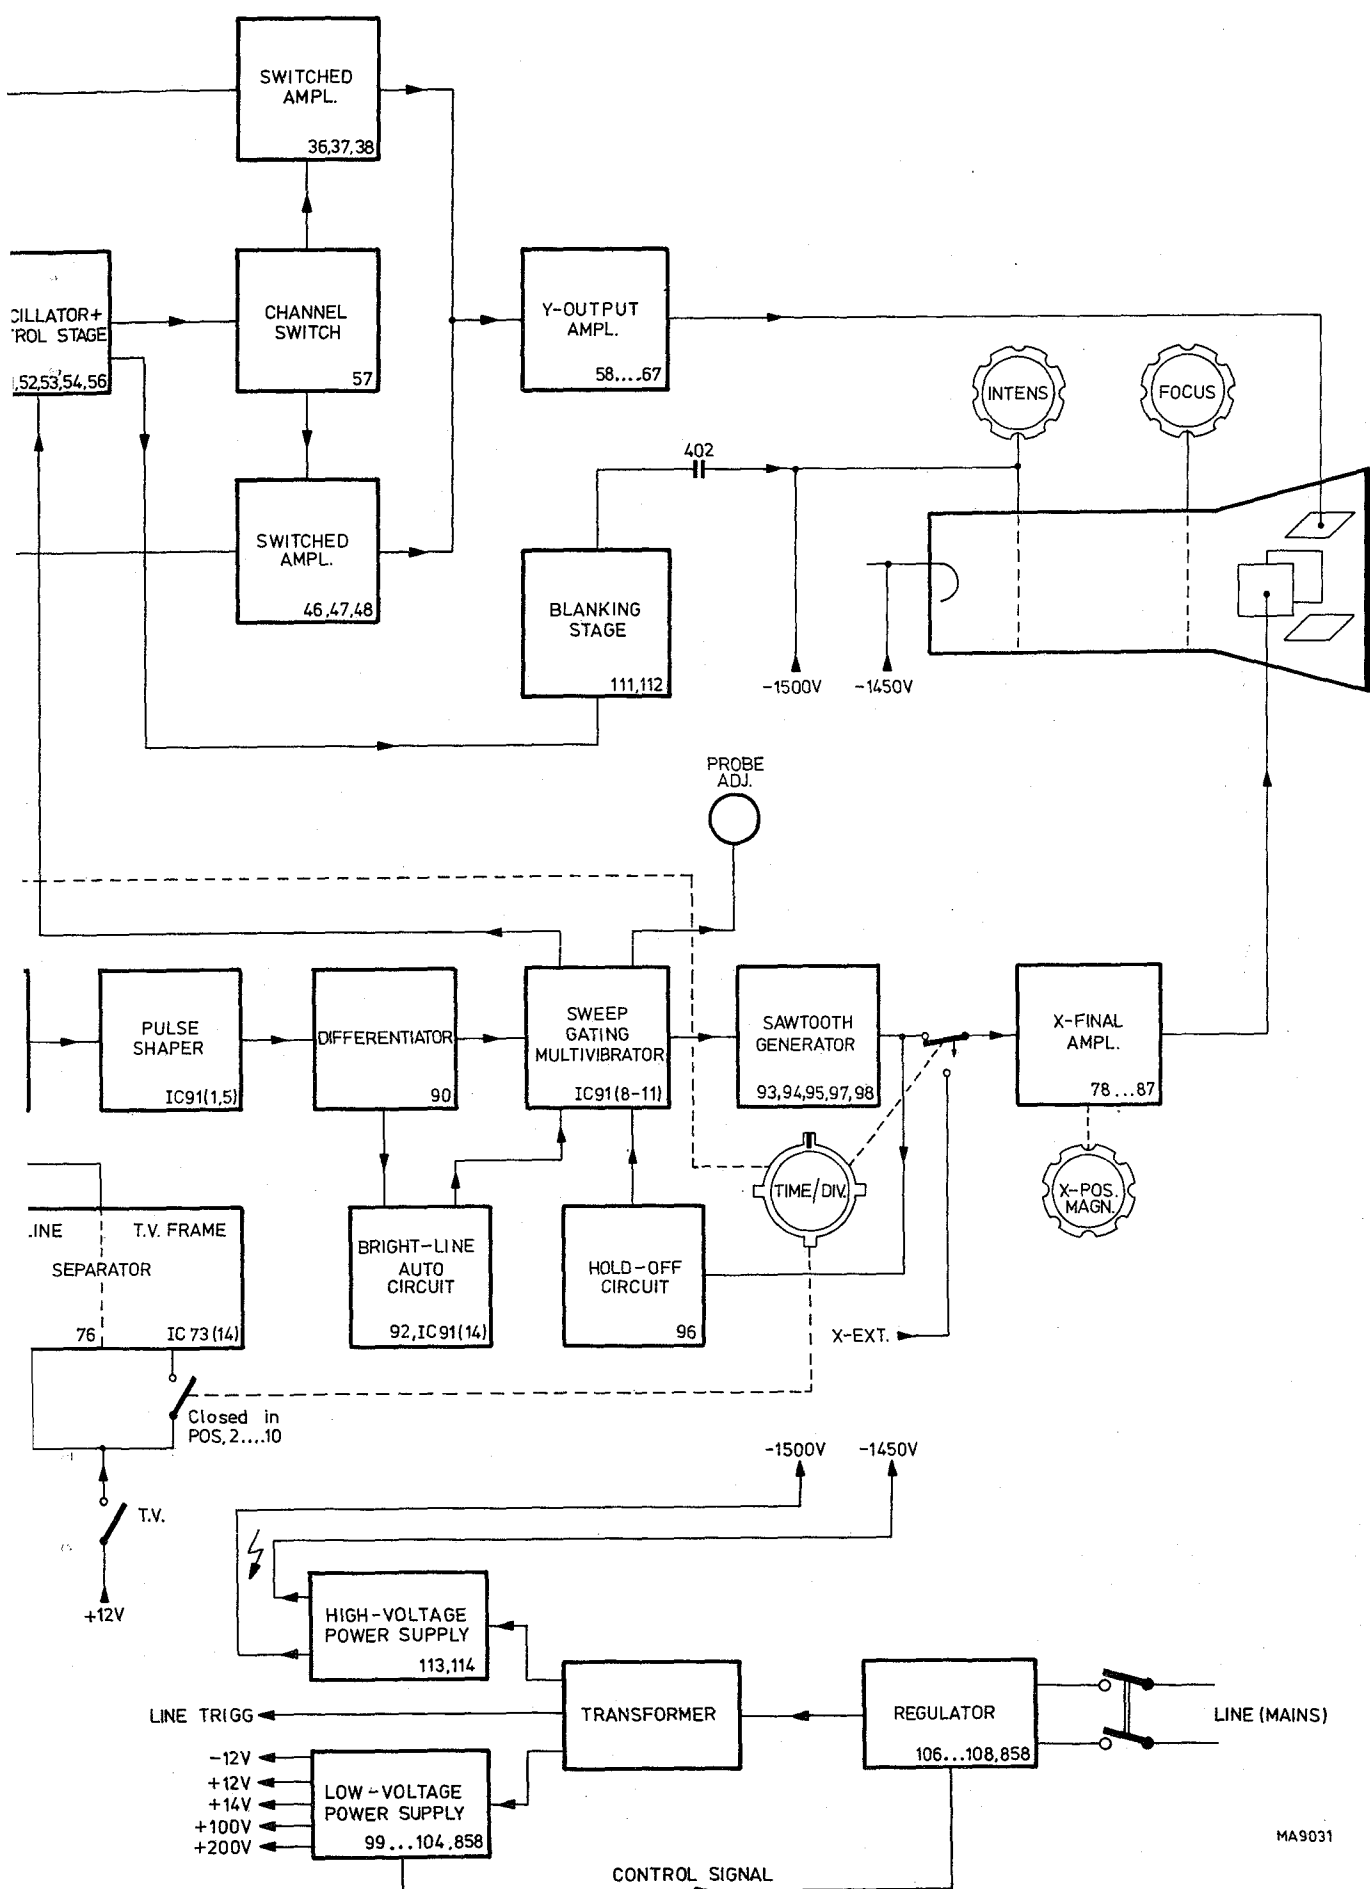 SWITCHED
AMPL.
36,37,38
CILLATOR+
ROL STAGE
,52,53,54,56
CHANNEL
SWITCH
57
Y-OUTPUT
AMPL.
58....67
INTENS
FOCUS
402
SWITCHED
AMPL.
46,47,48
BLANKING
STAGE
111,112
-1500V
-1450V
PROBE
ADJ.
PULSE
SHAPER
IC91(1,5)
DIFFERENTIATOR
90
SWEEP
GATING
MULTIVIBRATOR
IC91(8-11)
SAWTOOTH
GENERATOR
93,94,95,97,98
X-FINAL
AMPL.
78...87
TIME/DIV.
X-POS.
MAGN.
INE
T.V. FRAME
SEPARATOR
76
IC73(14)
BRIGHT-LINE
AUTO
CIRCUIT
92,IC91(14)
HOLD-OFF
CIRCUIT
96
X-EXT.
Closed in
POS,2....10
T.V.
+12V
-1500V
-1450V
HIGH-VOLTAGE
POWER SUPPLY
113,114
LINE TRIGG
TRANSFORMER
REGULATOR
106...108,858
LINE (MAINS)
-12V
+12V
+14V
+100V
+200V
LOW-VOLTAGE
POWER SUPPLY
99...104,858
CONTROL SIGNAL
MA9031